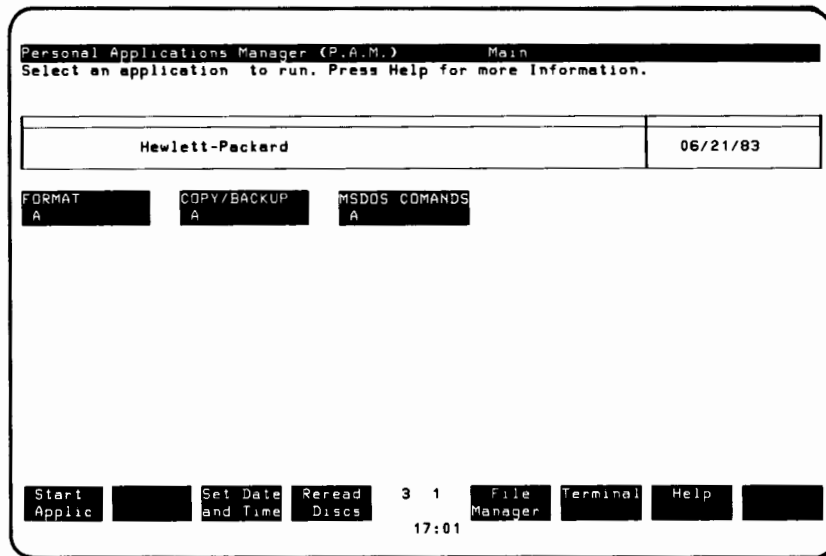 Personal Applications Manager (P.A.M.) Main
Select an application to run. Press Help for more Information.
Hewlett-Packard 06/21/83
FORMAT COPY/BACKUP MSDOS COMANDS
A A A
Start Set Date Reread 3 1 File Terminal Help
Applic and Time Discs Manager
17:01